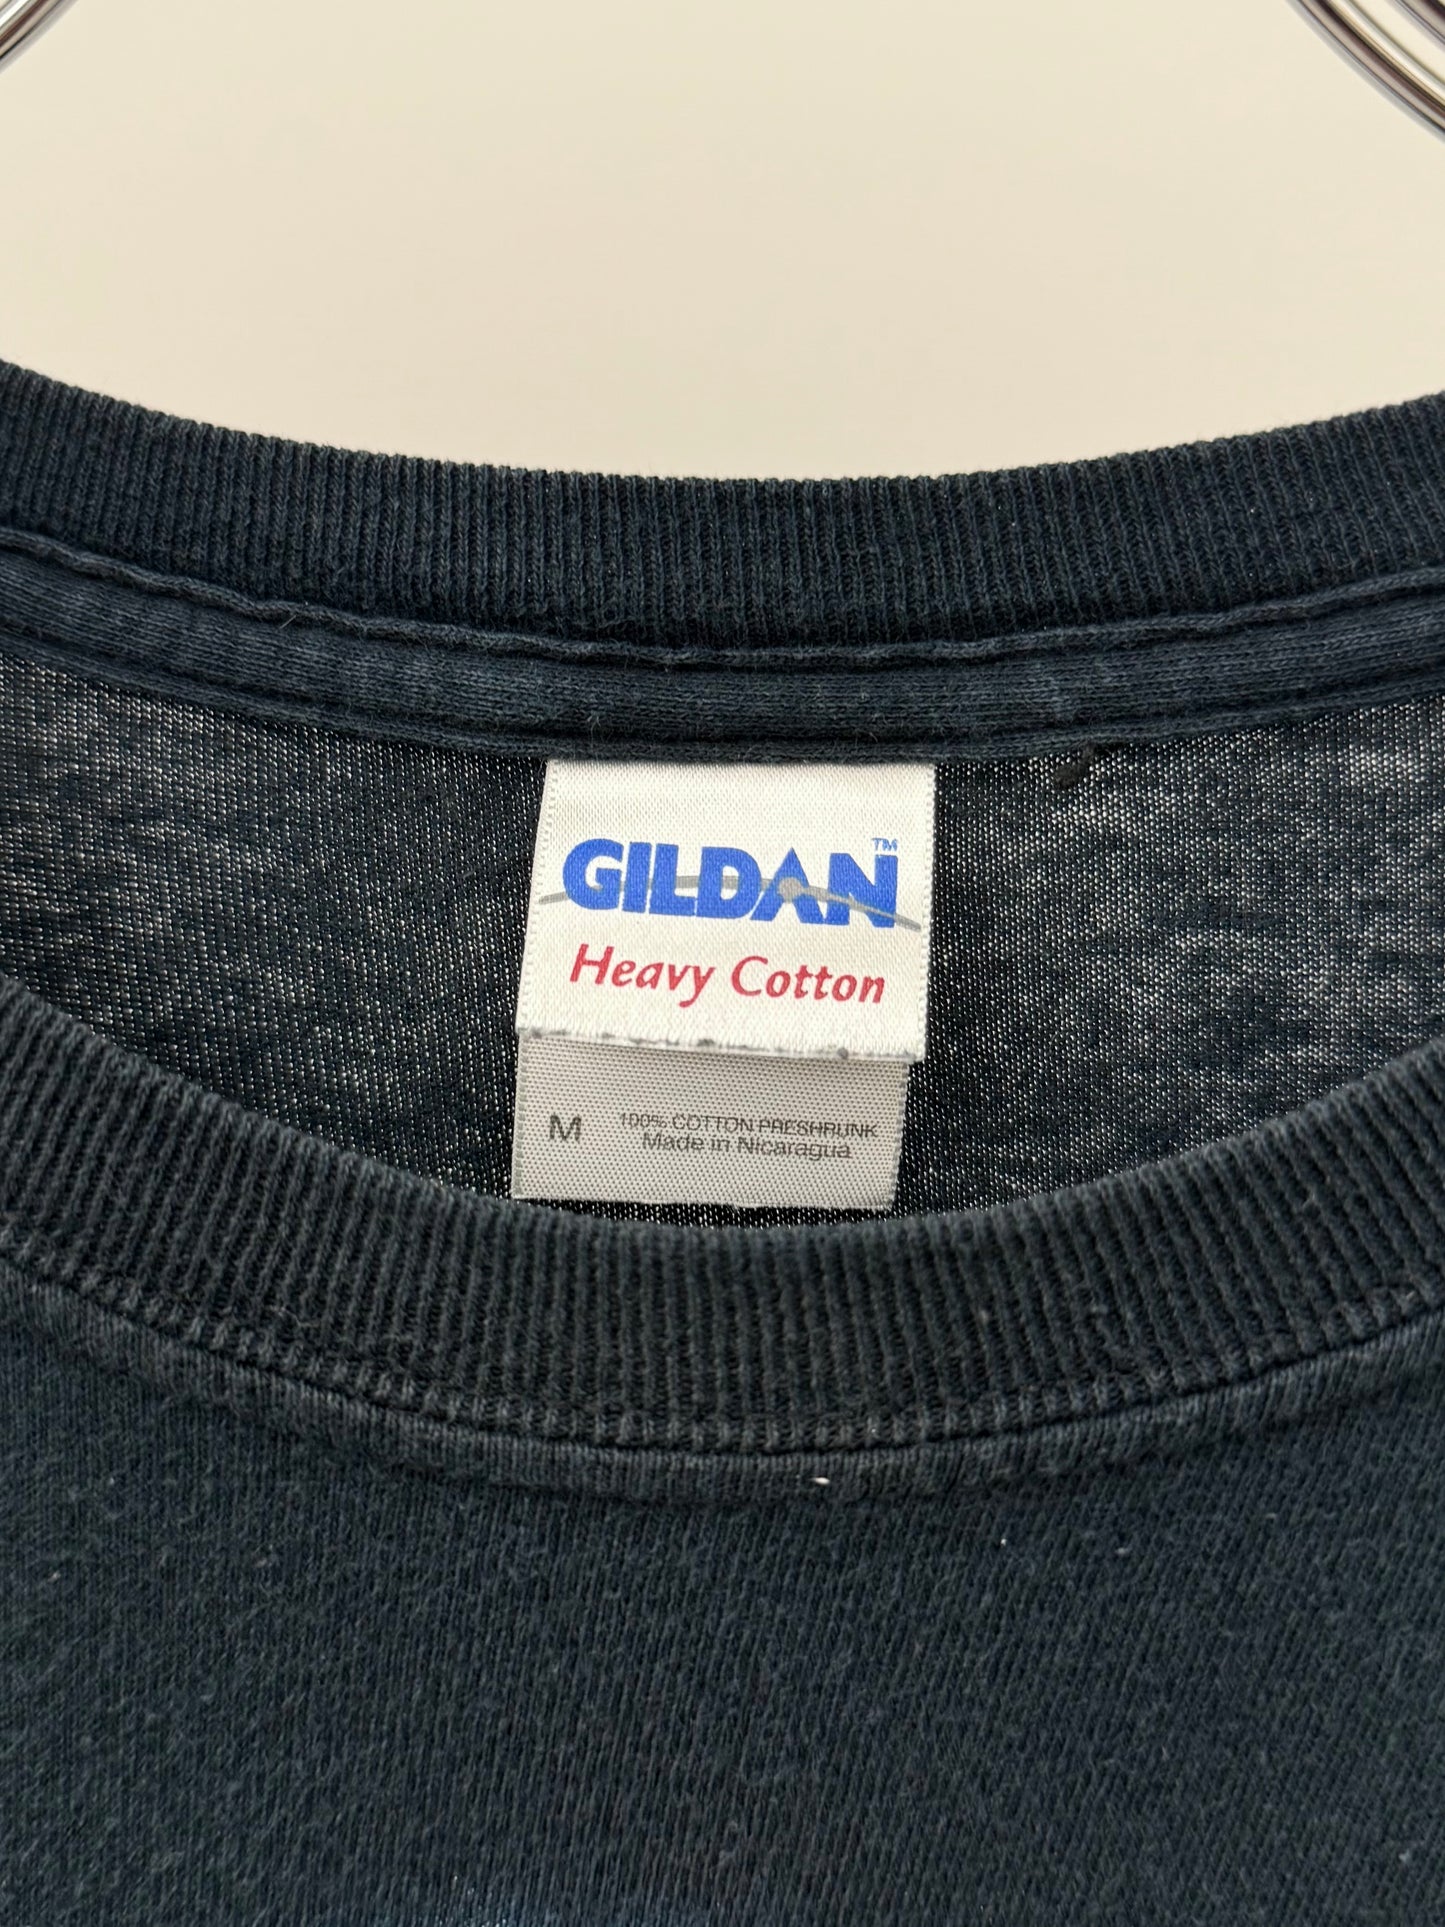 GILDAN™
Heavy Cotton
M 100% COTTON PRESHRUNK
Made in Nicaragua